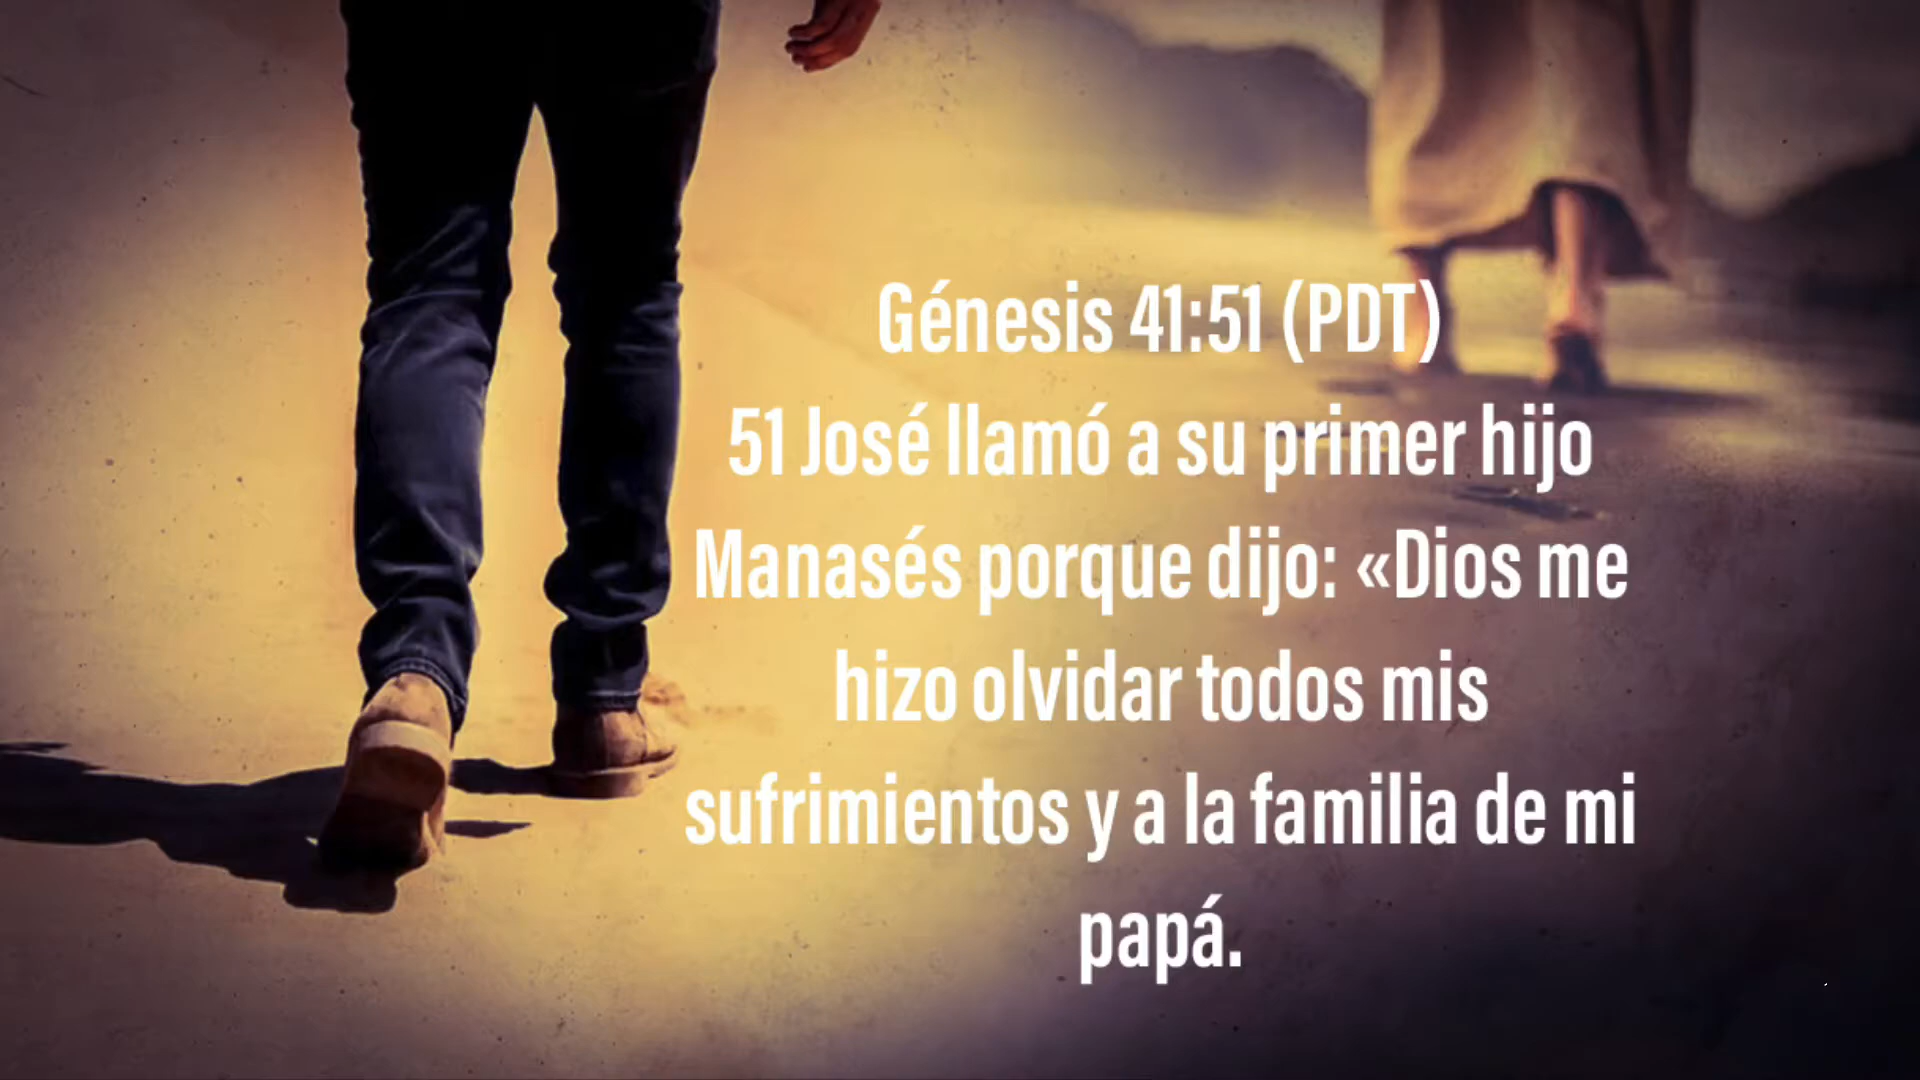 Génesis 41:51 (PDT)
51 José llamó a su primer hijo
Manasés porque dijo: «Dios me
hizo olvidar todos mis
sufrimientos y a la familia de mi
papá.